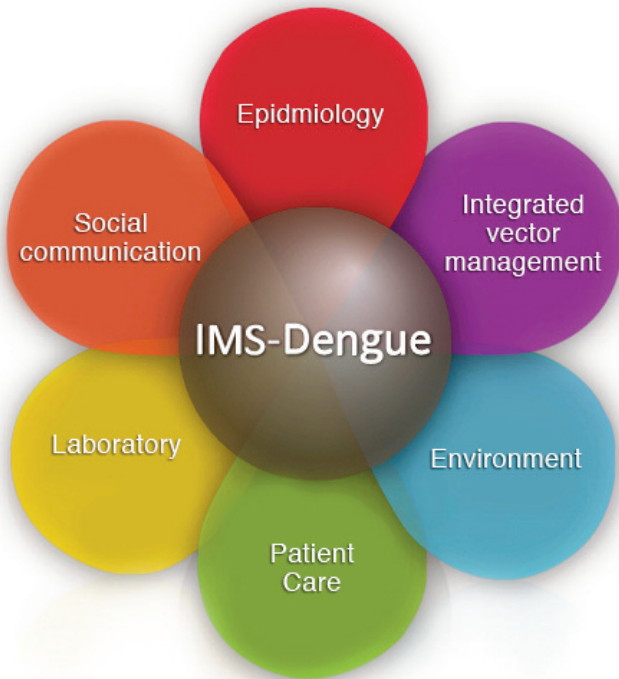 Epidmiology
Integrated
vector
management
Environment
Patient
Care
Laboratory
Social
communication
IMS-Dengue